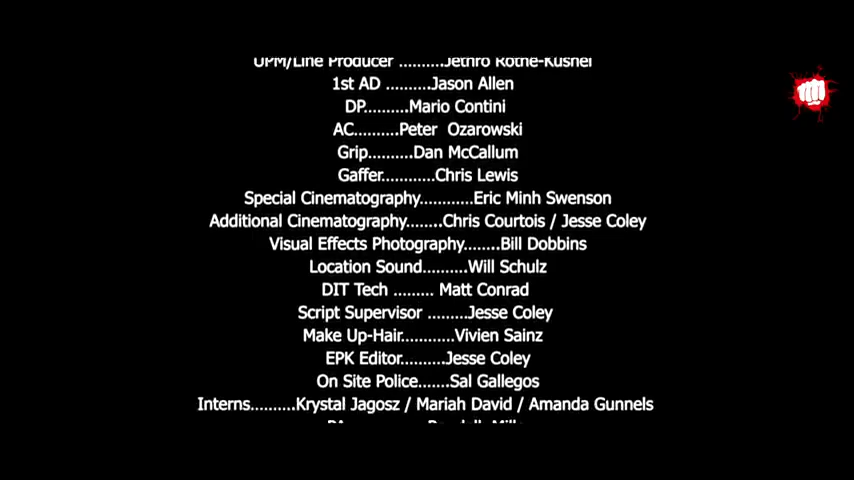 UPM/Line Producer ..........Jethro Rothe-Kushel
1st AD ..........Jason Allen
DP..........Mario Contini
AC..........Peter  Ozarowski
Grip..........Dan McCallum
Gaffer............Chris Lewis
Special Cinematography............Eric Minh Swenson
Additional Cinematography........Chris Courtois / Jesse Coley
Visual Effects Photography........Bill Dobbins
Location Sound..........Will Schulz
DIT Tech ......... Matt Conrad
Script Supervisor .........Jesse Coley
Make Up-Hair............Vivien Sainz
EPK Editor..........Jesse Coley
On Site Police.......Sal Gallegos
Interns..........Krystal Jagosz / Mariah David / Amanda Gunnels